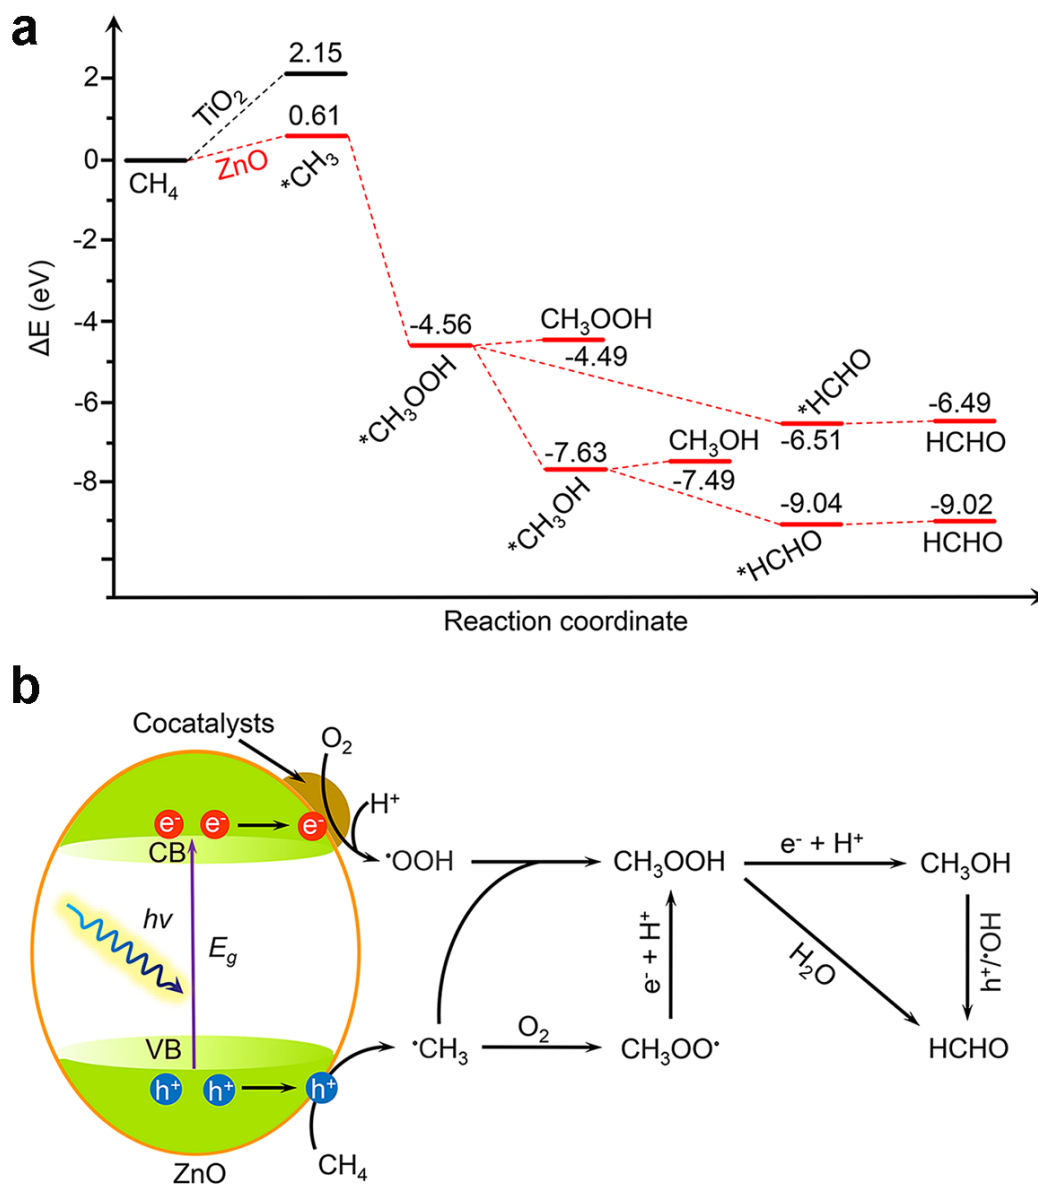 a
2.15
2
TiO₂
0.61
0
ZnO
*CH₃
CH₄
-2
ΔE (eV)
-4
-4.56
CH₃OOH
-4.49
*CH₃OOH
*HCHO
-6
-6.49
-6.51
HCHO
-7.63
CH₃OH
-7.49
-8
*CH₃OH
-9.04
-9.02
*HCHO
HCHO
Reaction coordinate
b
Cocatalysts
O₂
H⁺
e⁻ e⁻ e⁻
CB
•OOH
CH₃OOH
e⁻ + H⁺
CH₃OH
hv
E_g
e⁻ + H⁺
H₂O
h⁺/•OH
VB
•CH₃
O₂
CH₃OO•
HCHO
h⁺ h⁺ h⁺
CH₄
ZnO